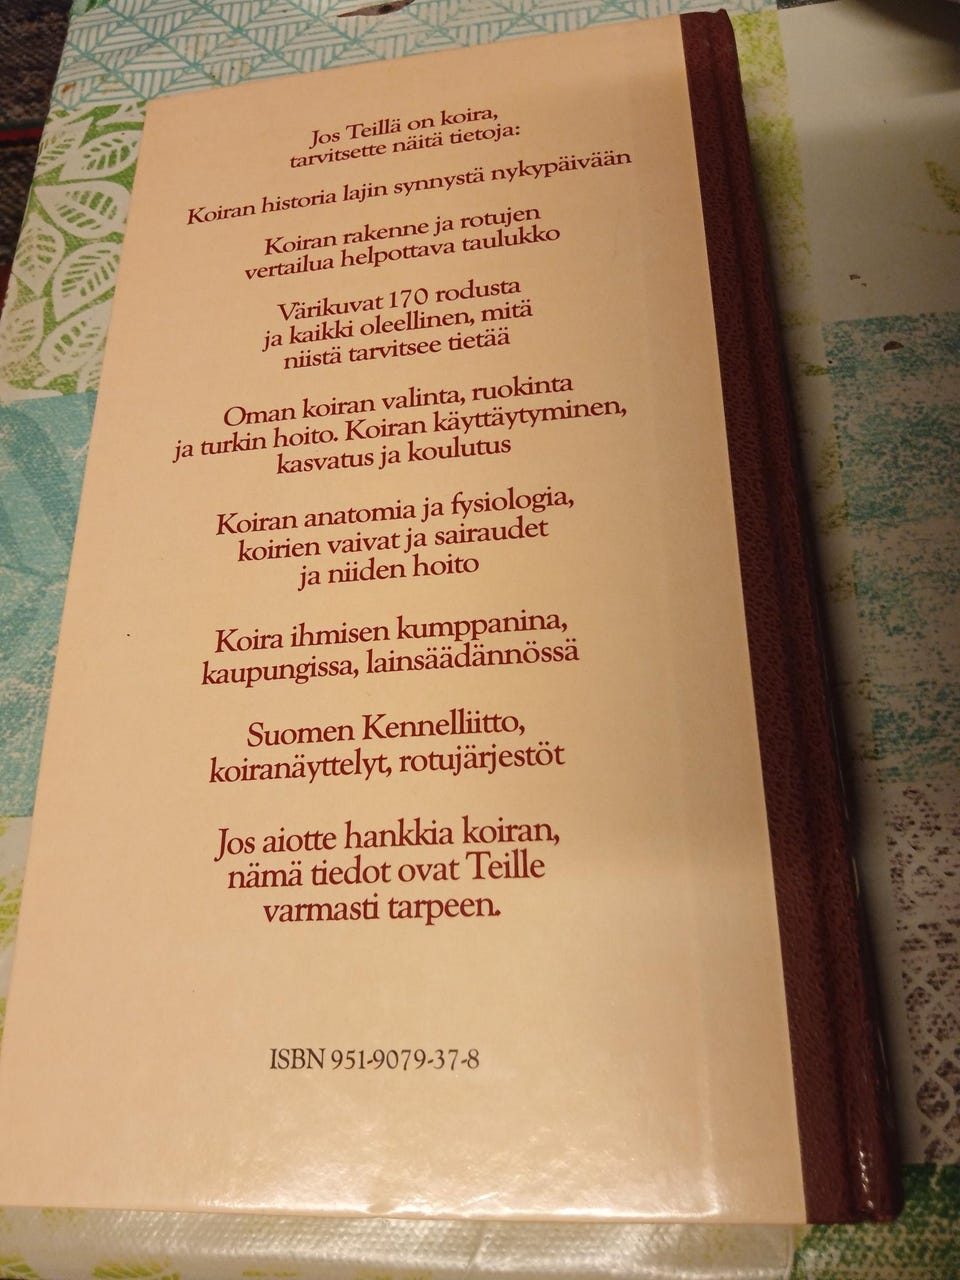 Jos Teillä on koira,
tarvitsette näitä tietoja:
Koiran historia lajin synnystä nykypäivään
Koiran rakenne ja rotujen
vertailua helpottava taulukko
Värikuvat 170 rodusta
ja kaikki oleellinen, mitä
niistä tarvitsee tietää
Oman koiran valinta, ruokinta
ja turkin hoito. Koiran käyttäytyminen,
kasvatus ja koulutus
Koiran anatomia ja fysiologia,
koirien vaivat ja sairaudet
ja niiden hoito
Koira ihmisen kumppanina,
kaupungissa, lainsäädännössä
Suomen Kennelliitto,
koiranäyttelyt, rotujärjestöt
Jos aiotte hankkia koiran,
nämä tiedot ovat Teille
varmasti tarpeen.
ISBN 951-9079-37-8